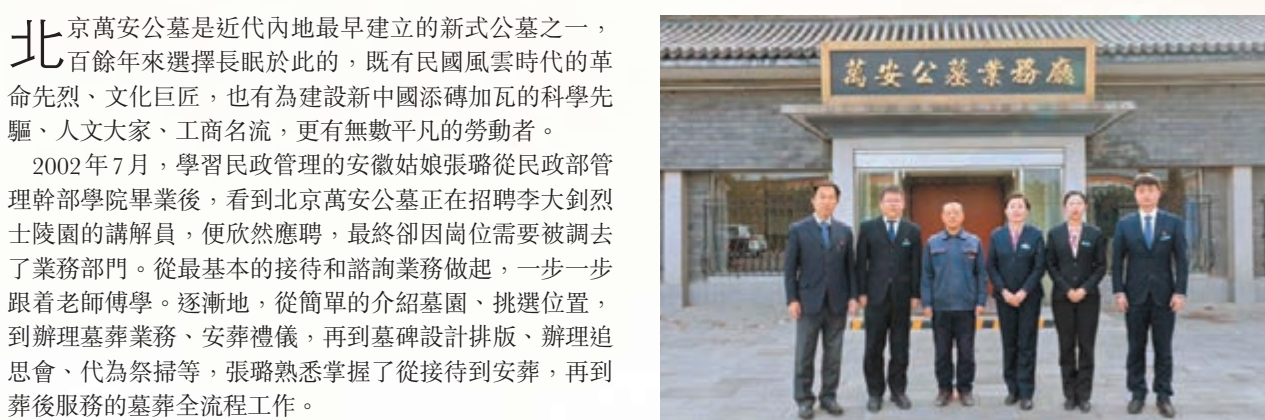 北京萬安公墓是近代內地最早建立的新式公墓之一，
百餘年來選擇長眠於此的，既有民國風雲時代的革
命先烈、文化巨匠，也有為建設新中國添磚加瓦的科學先
驅、人文大家、工商名流，更有無數平凡的勞動者。
2002年7月，學習民政管理的安徽姑娘張璐從民政部管
理幹部學院畢業後，看到北京萬安公墓正在招聘李大釗烈
士陵園的講解員，便欣然應聘，最終卻因崗位需要被調去
了業務部門。從最基本的接待和諮詢業務做起，一步一步
跟着老師傅學。逐漸地，從簡單的介紹墓園、挑選位置，
到辦理墓葬業務、安葬禮儀，再到墓碑設計排版、辦理追
思會、代為祭掃等，張璐熟悉掌握了從接待到安葬，再到
葬後服務的墓葬全流程工作。
萬安公墓業務廳